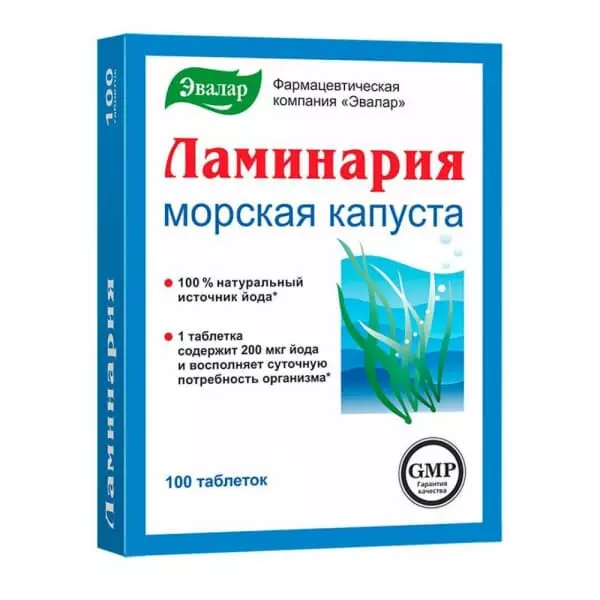 Эвалар
Фармацевтическая
компания «Эвалар»
Ламинария
морская капуста
100 % натуральный
источник йода*
1 таблетка
содержит 200 мкг йода
и восполняет суточную
потребность организма*
100 таблеток
GMP
Гарантия
качества
100
таблеток
Ламинария